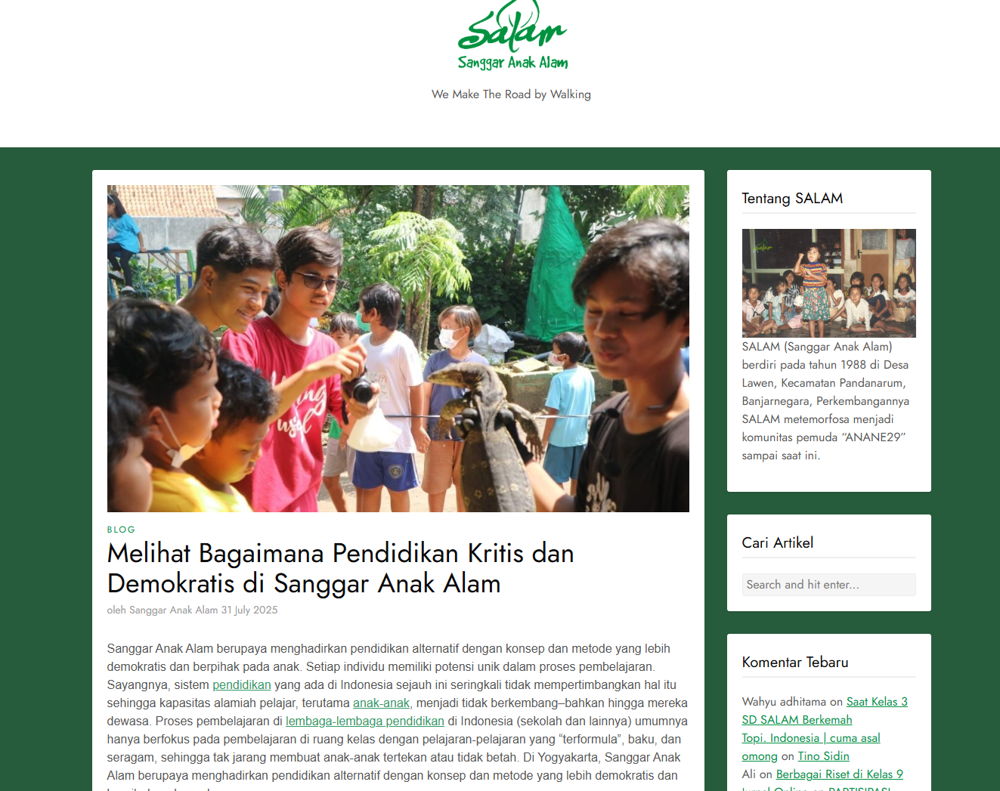 Salam
Sanggar Anak Alam
We Make The Road by Walking
BLOG
Melihat Bagaimana Pendidikan Kritis dan
Demokratis di Sanggar Anak Alam
oleh Sanggar Anak Alam 31 July 2025
Sanggar Anak Alam berupaya menghadirkan pendidikan alternatif dengan konsep dan metode yang lebih
demokratis dan berpihak pada anak. Setiap individu memiliki potensi unik dalam proses pembelajaran.
Sayangnya, sistem pendidikan yang ada di Indonesia sejauh ini seringkali tidak mempertimbangkan hal itu
sehingga kapasitas alamiah pelajar, terutama anak-anak, menjadi tidak berkembang–bahkan hingga mereka
dewasa. Proses pembelajaran di lembaga-lembaga pendidikan di Indonesia (sekolah dan lainnya) umumnya
hanya berfokus pada pembelajaran di ruang kelas dengan pelajaran-pelajaran yang “terformula”, baku, dan
seragam, sehingga tak jarang membuat anak-anak tertekan atau tidak betah. Di Yogyakarta, Sanggar Anak
Alam berupaya menghadirkan pendidikan alternatif dengan konsep dan metode yang lebih demokratis dan
Tentang SALAM
Salam
SALAM (Sanggar Anak Alam)
berdiri pada tahun 1988 di Desa
Lawen, Kecamatan Pandanarum,
Banjarnegara, Perkembangannya
SALAM metemorfosa menjadi
komunitas pemuda “ANANE29”
sampai saat ini.
Cari Artikel
Search and hit enter...
Komentar Tebaru
Wahyu adhitama on Saat Kelas 3
SD SALAM Berkemah
Topi. Indonesia | cuma asal
omong on Tino Sidin
Ali on Berbagai Riset di Kelas 9